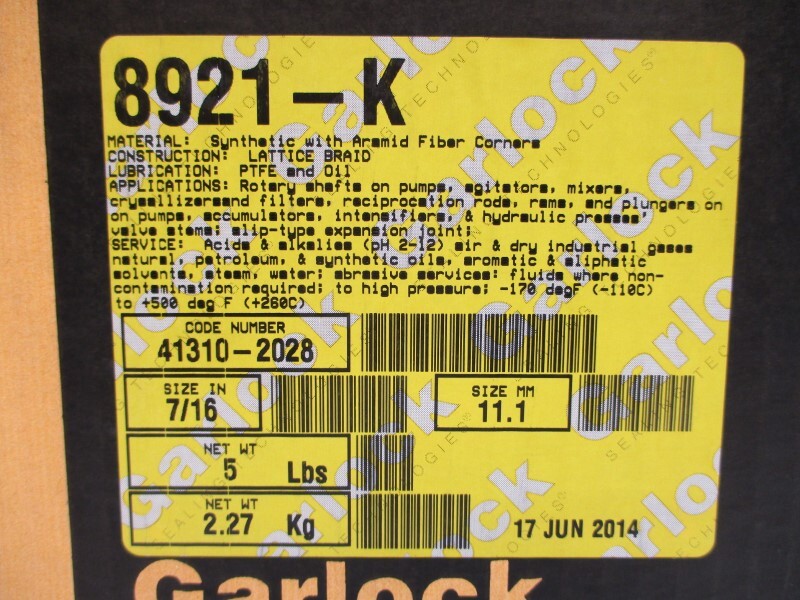 8921-K
MATERIAL: Synthetic with Aramid Fiber Corners
CONSTRUCTION: LATTICE BRAID
LUBRICATION: PTFE and Oil
APPLICATIONS: Rotary shafts on pumps, agitators, mixers,
crysallizersand filters, reciprocation rods, rams, and plungers on
on pumps, accumulators, intensifiers, & hydraulic presses,
valve stems; slip-type expansion joint;
SERVICE: Acids & alkalies (pH 2-12) air & dry industrial gases
natural, petroleum, & synthetic oils, aromatic & aliphatic
solvents, steam, water; abrasive services: fluids where non-
contamination required; to high pressure; -170 degF (-110C)
to +500 deg F (+260C)
CODE NUMBER
41310-2028
SIZE IN
7/16
SIZE MM
11.1
NET WT
5 Lbs
NET WT
2.27 Kg
17 JUN 2014
Garlock